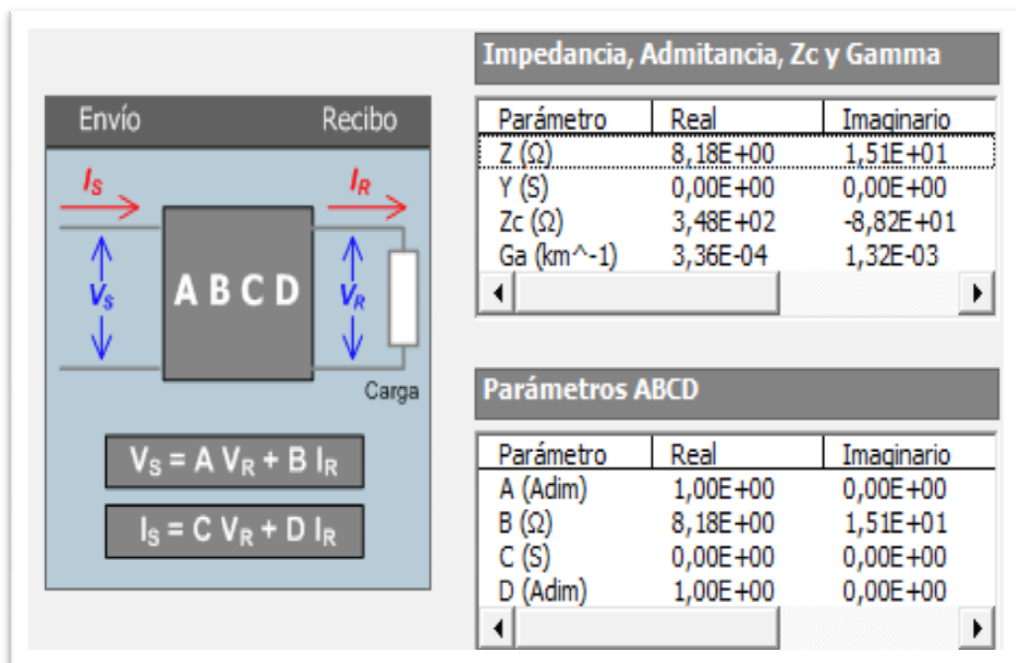 Envío Recibo
I_S I_R
V_S A B C D V_R
Carga
V_S = A V_R + B I_R
I_S = C V_R + D I_R
Impedancia, Admitancia, Zc y Gamma
Parámetro Real Imaginario
Z (Ω) 8,18E+00 1,51E+01
Y (S) 0,00E+00 0,00E+00
Zc (Ω) 3,48E+02 -8,82E+01
Ga (km^-1) 3,36E-04 1,32E-03
Parámetros ABCD
Parámetro Real Imaginario
A (Adim) 1,00E+00 0,00E+00
B (Ω) 8,18E+00 1,51E+01
C (S) 0,00E+00 0,00E+00
D (Adim) 1,00E+00 0,00E+00